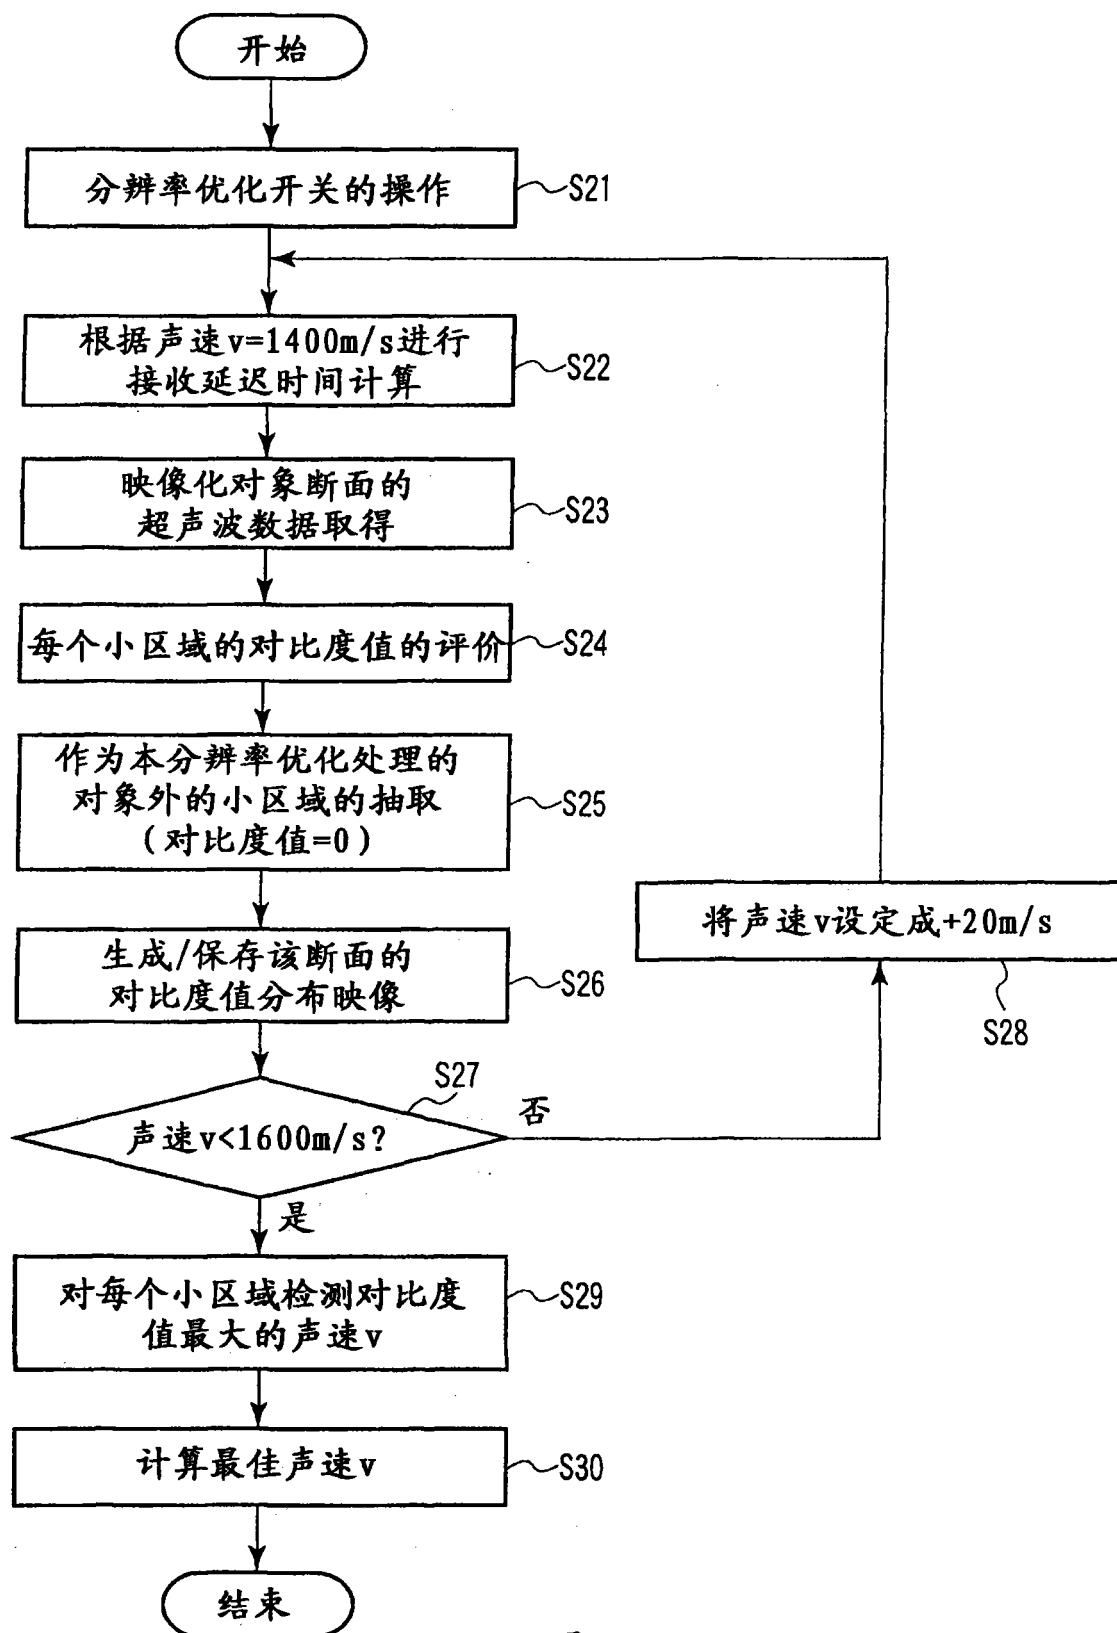 开始
分辨率优化开关的操作
S21
根据声速v=1400m/s进行
接收延迟时间计算
S22
映像化对象断面的
超声波数据取得
S23
每个小区域的对比度值的评价
S24
作为本分辨率优化处理的
对象外的小区域的抽取
(对比度值=0)
S25
将声速v设定成+20m/s
S28
生成/保存该断面的
对比度值分布映像
S26
S27
声速v<1600m/s?
否
是
对每个小区域检测对比度
值最大的声速v
S29
计算最佳声速v
S30
结束